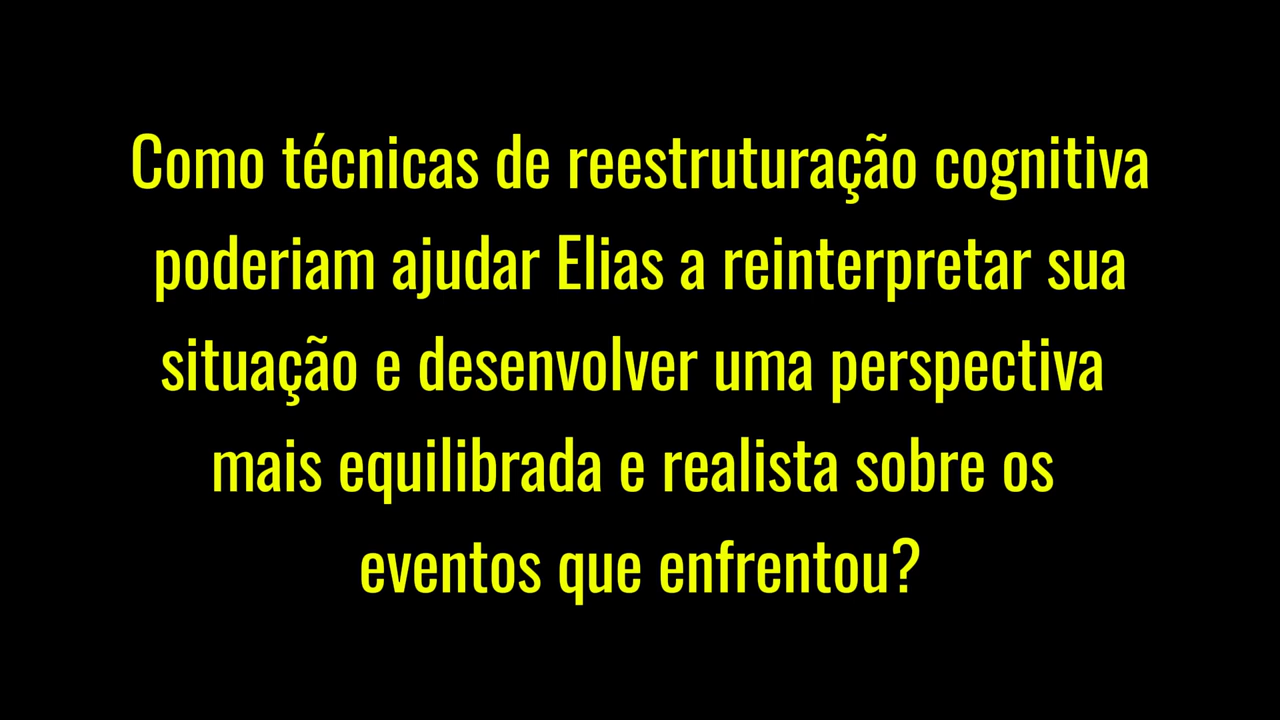 Como técnicas de reestruturação cognitiva
poderiam ajudar Elias a reinterpretar sua
situação e desenvolver uma perspectiva
mais equilibrada e realista sobre os
eventos que enfrentou?